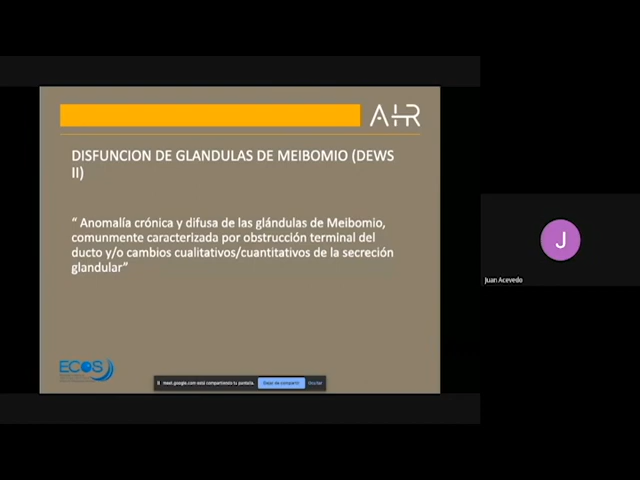 AHR
DISFUNCION DE GLANDULAS DE MEIBOMIO (DEWS
II)
“ Anomalía crónica y difusa de las glándulas de Meibomio,
comunmente caracterizada por obstrucción terminal del
ducto y/o cambios cualitativos/cuantitativos de la secreción
glandular”
J
Juan Acevedo
ECOS
meet.google.com está compartiendo tu pantalla.
Dejar de compartir
Ocultar